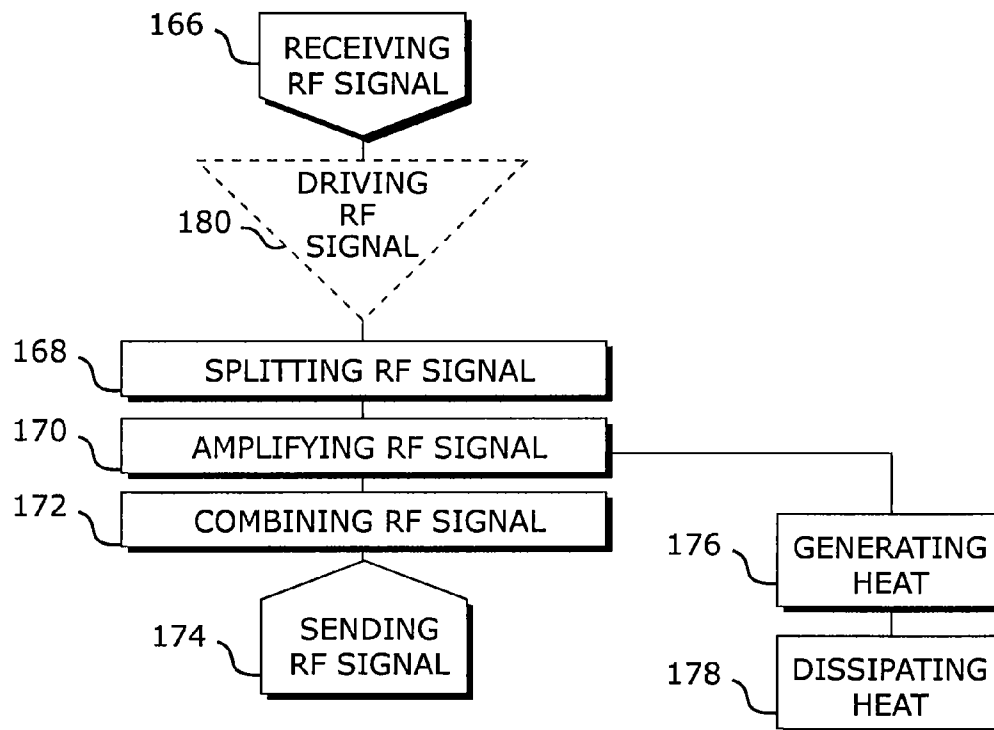 166
RECEIVING
RF SIGNAL
DRIVING
RF
SIGNAL
180
168
SPLITTING RF SIGNAL
170
AMPLIFYING RF SIGNAL
172
COMBINING RF SIGNAL
174
SENDING
RF SIGNAL
176
GENERATING
HEAT
178
DISSIPATING
HEAT